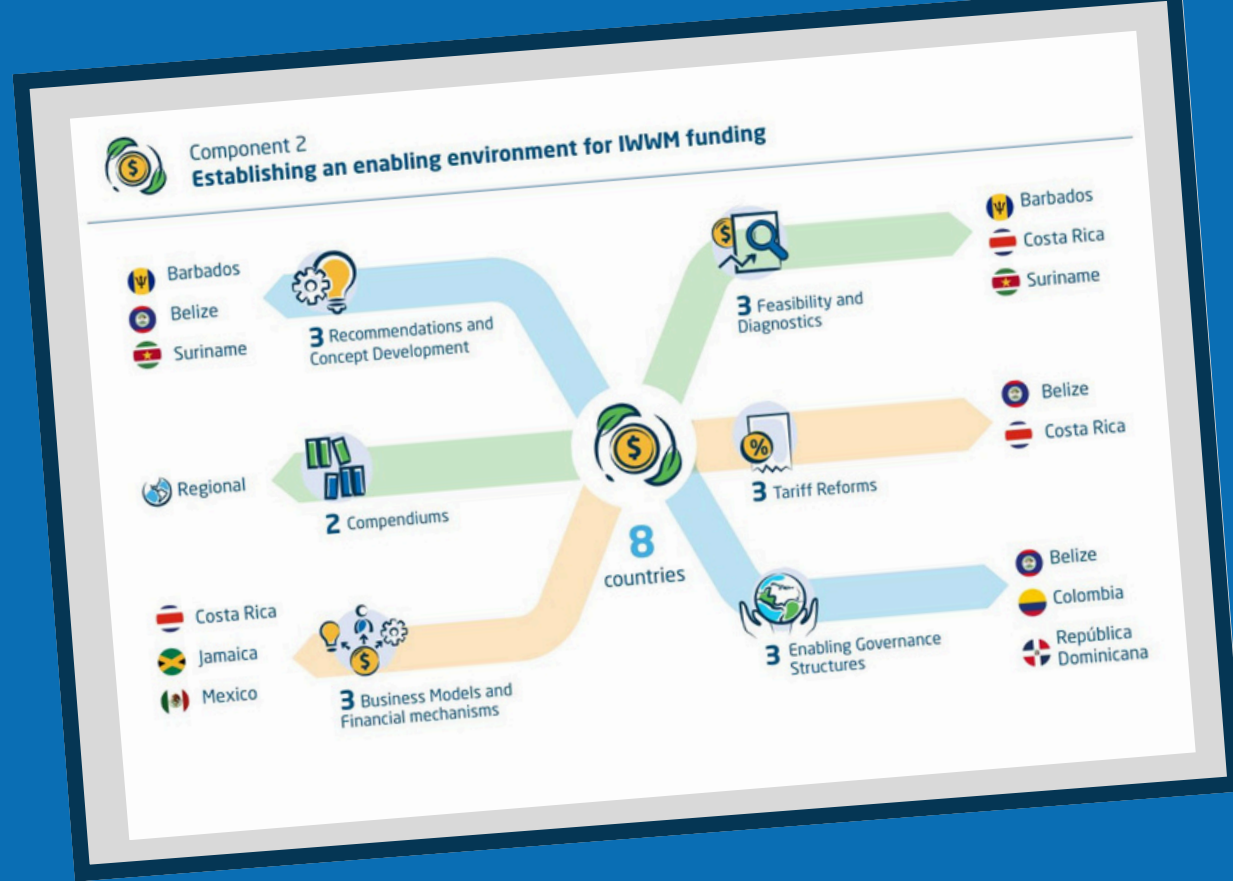 Component 2
Establishing an enabling environment for IWWM funding
Barbados
Belize
Suriname
3 Recommendations and
Concept Development
Regional
2 Compendiums
Costa Rica
Jamaica
Mexico
3 Business Models and
Financial mechanisms
8
countries
$
3 Feasibility and
Diagnostics
Barbados
Costa Rica
Suriname
%
3 Tariff Reforms
Belize
Costa Rica
3 Enabling Governance
Structures
Belize
Colombia
República
Dominicana